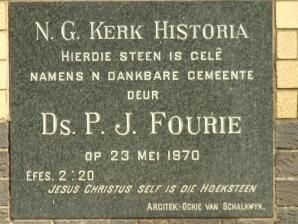 N. G. KERK HISTORIA
HIERDIE STEEN IS GELÊ
NAMENS N DANKBARE GEMEENTE
DEUR
DS. P. J. FOURIE
OP 23 MEI 1970
EFES. 2:20
JESUS CHRISTUS SELF IS DIE HOEKSTEEN
ARGITEK-OCKIE VAN SCHALKWYK.